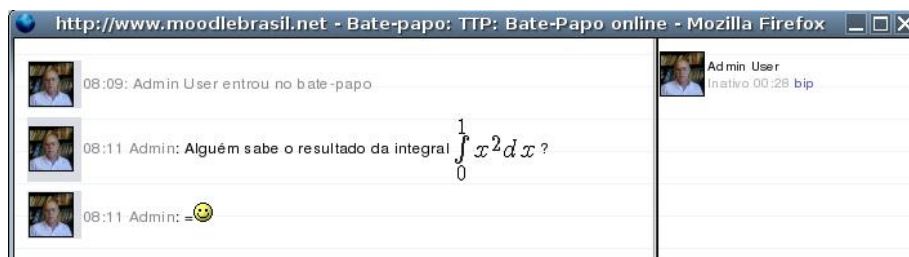 http://www.moodlebrasil.net - Bate-papo: TTP: Bate-Papo online - Mozilla Firefox
08:09: Admin User entrou no bate-papo
08:11 Admin: Alguém sabe o resultado da integral ∫₀¹ x²dx ?
08:11 Admin: =
Admin User
Inativo 00:28 bip